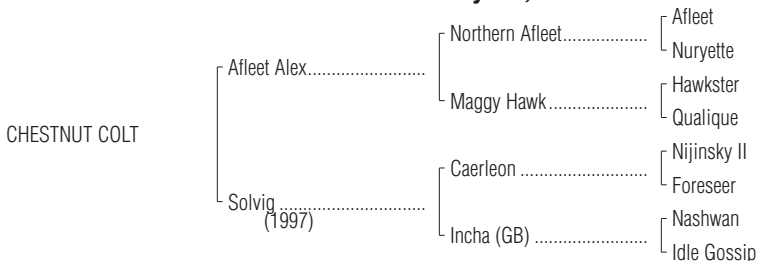 Afleet
Northern Afleet
Nuryette
Afleet Alex
Hawkster
Maggy Hawk
Qualique
CHESTNUT COLT
Nijinsky II
Caerleon
Foreseer
Solvig
(1997)
Nashwan
Incha (GB)
Idle Gossip